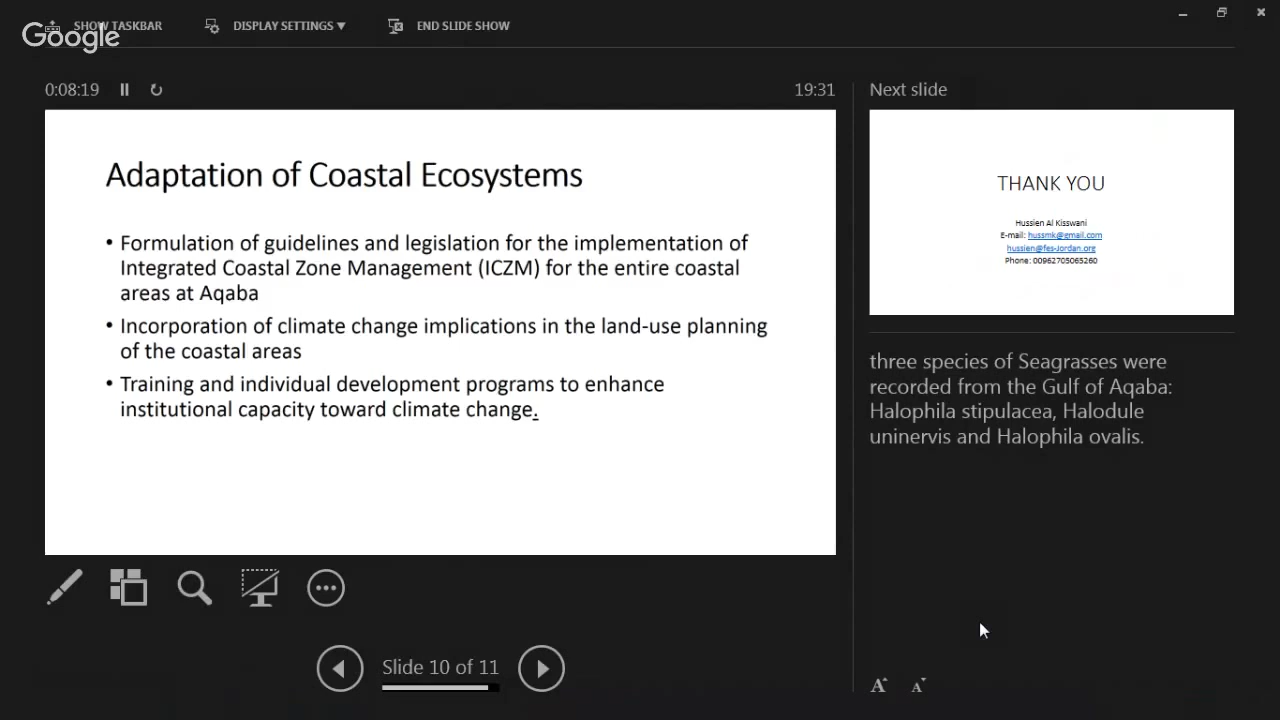 SHOW TASKBAR
DISPLAY SETTINGS ▼
END SLIDE SHOW
Google
0:08:19
19:31
Next slide
Adaptation of Coastal Ecosystems
• Formulation of guidelines and legislation for the implementation of
Integrated Coastal Zone Management (ICZM) for the entire coastal
areas at Aqaba
• Incorporation of climate change implications in the land-use planning
of the coastal areas
• Training and individual development programs to enhance
institutional capacity toward climate change.
THANK YOU
Hussien Al Kisswani
E-mail: hussmk@gmail.com
hussien@fes-jordan.org
Phone: 00962705065260
three species of Seagrasses were
recorded from the Gulf of Aqaba:
Halophila stipulacea, Halodule
uninervis and Halophila ovalis.
Slide 10 of 11
A A